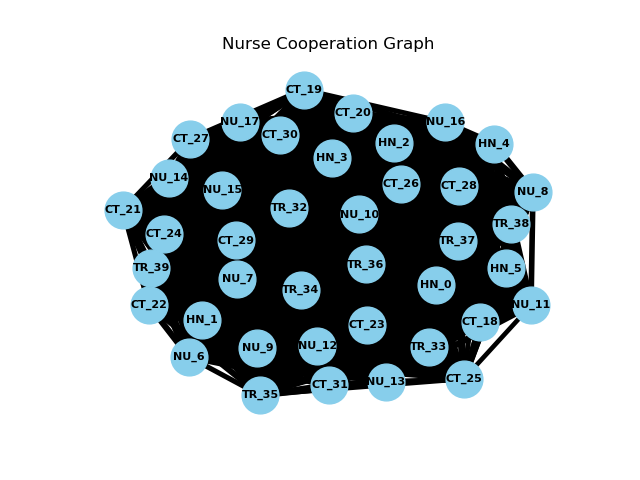 Nurse Cooperation Graph
CT_19
CT_20
NU_17
NU_16
CT_30
CT_27
HN_2
HN_4
HN_3
NU_14
CT_26
CT_28
NU_15
NU_8
TR_32
CT_21
NU_10
TR_38
CT_24
CT_29
TR_37
TR_36
TR_39
HN_5
NU_7
HN_0
TR_34
CT_22
NU_11
HN_1
CT_18
CT_23
NU_12
TR_33
NU_9
NU_6
CT_25
NU_13
CT_31
TR_35